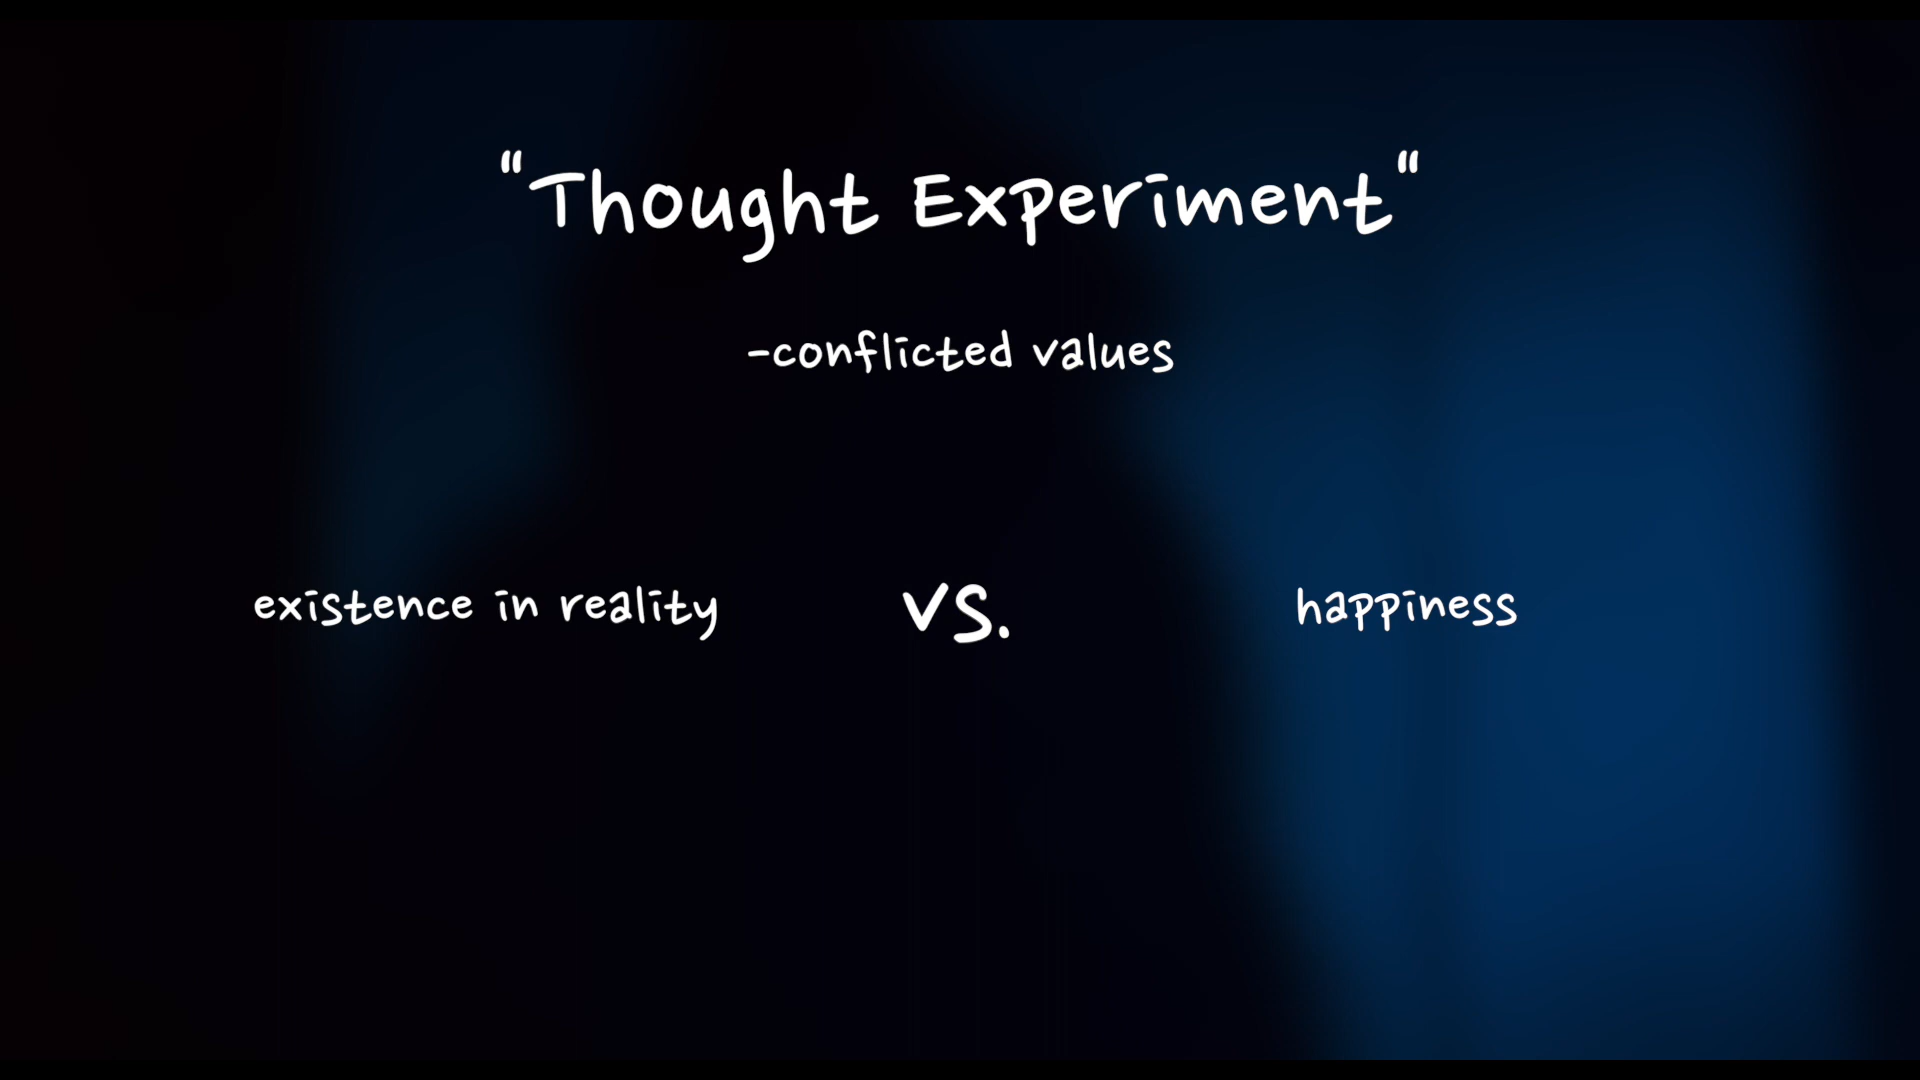 "Thought Experiment"
-conflicted values
existence in reality vs. happiness